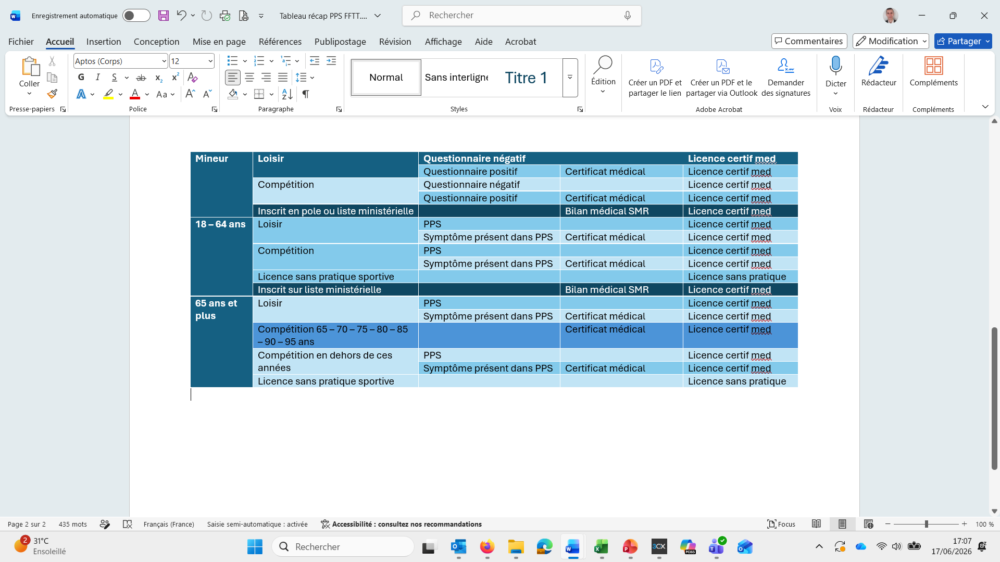 Enregistrement automatique
Tableau récap PPS FFTT....
Rechercher
Fichier Accueil Insertion Conception Mise en page Références Publipostage Révision Affichage Aide Acrobat
Commentaires Modification Partager
Coller
Presse-papiers
Aptos (Corps) 12
G I S ab x₂ x² A
A A Aa A A
Police
Paragraphe
Normal Sans interligne Titre 1
Styles
Édition
Créer un PDF et partager le lien
Créer un PDF et le partager via Outlook
Demander des signatures
Adobe Acrobat
Dicter
Voix
Rédacteur
Rédacteur
Compléments
Compléments
Mineur Loisir Questionnaire négatif Licence certif med
Questionnaire positif Certificat médical Licence certif med
Compétition Questionnaire négatif Licence certif med
Questionnaire positif Certificat médical Licence certif med
Inscrit en pole ou liste ministérielle Bilan médical SMR Licence certif med
18 – 64 ans Loisir PPS Licence certif med
Symptôme présent dans PPS Certificat médical Licence certif med
Compétition PPS Licence certif med
Symptôme présent dans PPS Certificat médical Licence certif med
Licence sans pratique sportive Licence sans pratique
Inscrit sur liste ministérielle Bilan médical SMR Licence certif med
65 ans et plus Loisir PPS Licence certif med
Symptôme présent dans PPS Certificat médical Licence certif med
Compétition 65 – 70 – 75 – 80 – 85 Certificat médical Licence certif med
– 90 – 95 ans
Compétition en dehors de ces PPS Licence certif med
années Symptôme présent dans PPS Certificat médical Licence certif med
Licence sans pratique sportive Licence sans pratique
Page 2 sur 2 435 mots Français (France) Saisie semi-automatique : activée Accessibilité : consultez nos recommandations Focus 100 %
2 31°C
Ensoleillé
Rechercher
3CX M365
17:07
17/06/2026